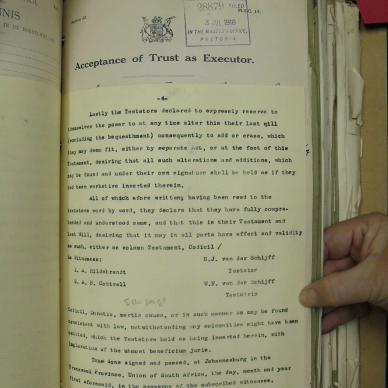 NNIS
28879
FILED
3 JUL 1918
IN THE MASTER'S OFFICE,
PRETORIA
Acceptance of Trust as Executor.
-4-
Lastly the Testators declared to expressly reserve to
themselves the power to at any time alter this their last will
(excluding the bequeathment) consequently to add or erase, which
they may deem fit, either by separate act, or at the foot of this
Testament, desiring that all such alterations and additions, which
may be found and under their own signature shall be held as if they
had been verbative inserted therein.
All of which afore writteny having been read to the
testators word by word, they declare that they have fully compre-
hended and understood same, and that this is their Testament and
last Will, desiring that it may in all parts have effect and validity
as such, either as solemn Testament, Codicil /
As Witnesses: H.J. van der Schijff
I. A. Hildebrandt Testator
H. A. B. Cottrell W.F. van der Schijff
Testatrix
Codicil, Donatio, mortis causa, or in such manner as may be found
consistent with law, notwithstanding any solemnities might have been
omitted, which the Testators hold as being inserted herein, with
imploration of the utmost beneficium juris.
Thus done signed and passed, at Johannesburg in the
Transvaal Province, Union of South Africa, the day, month and year
first aforesaid, in the presence of the subscribed witnesses.